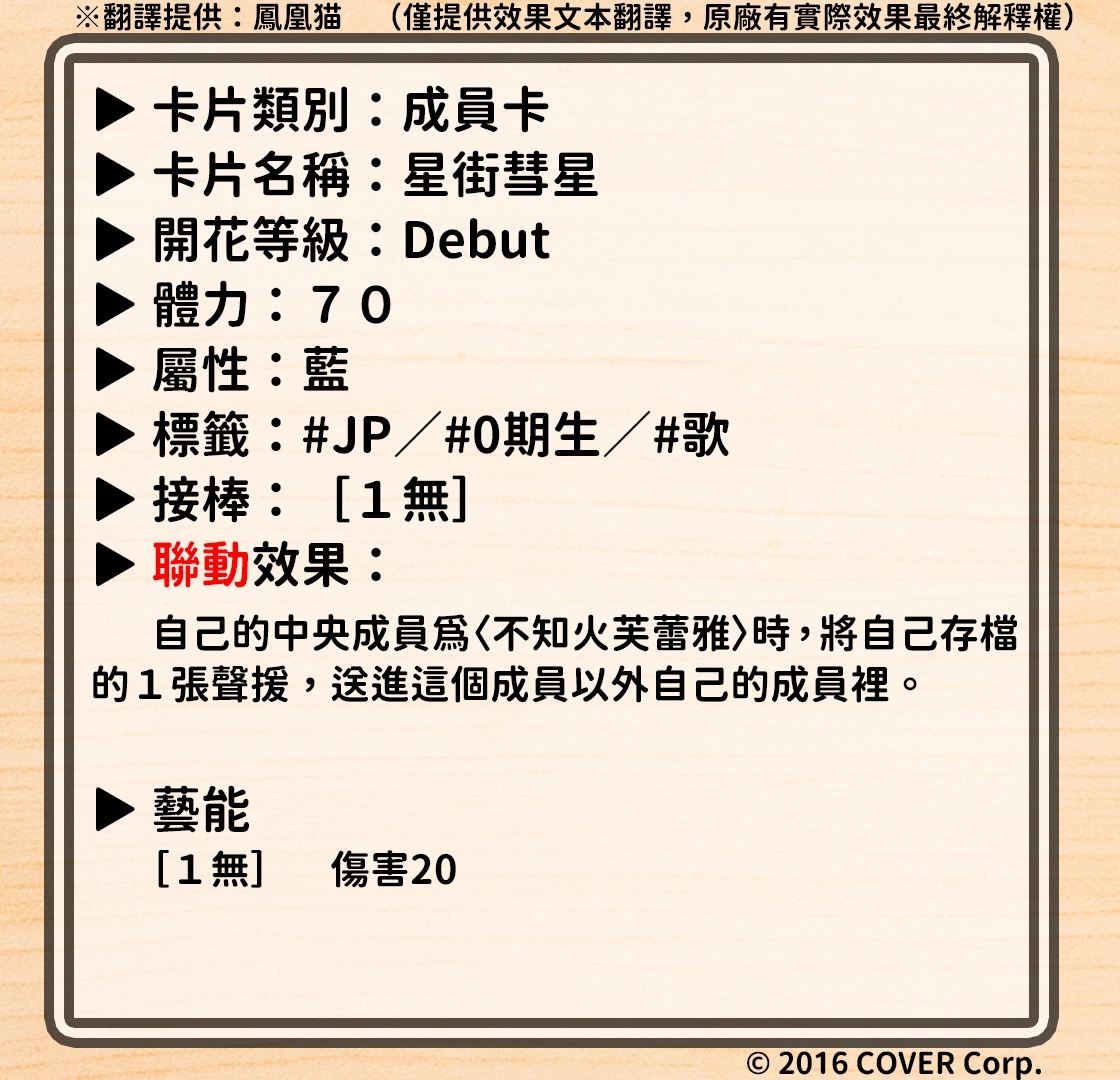 ※翻譯提供：鳳凰猫　（僅提供效果文本翻譯，原廠有實際效果最終解釋權）
▶ 卡片類別：成員卡
▶ 卡片名稱：星街彗星
▶ 開花等級：Debut
▶ 體力：７０
▶ 屬性：藍
▶ 標籤：#JP／#0期生／#歌
▶ 接棒：［１無］
▶ 聯動效果：
自己的中央成員爲〈不知火芙蕾雅〉時，將自己存檔
的１張聲援，送進這個成員以外自己的成員裡。
▶ 藝能
［１無］　傷害20
© 2016 COVER Corp.